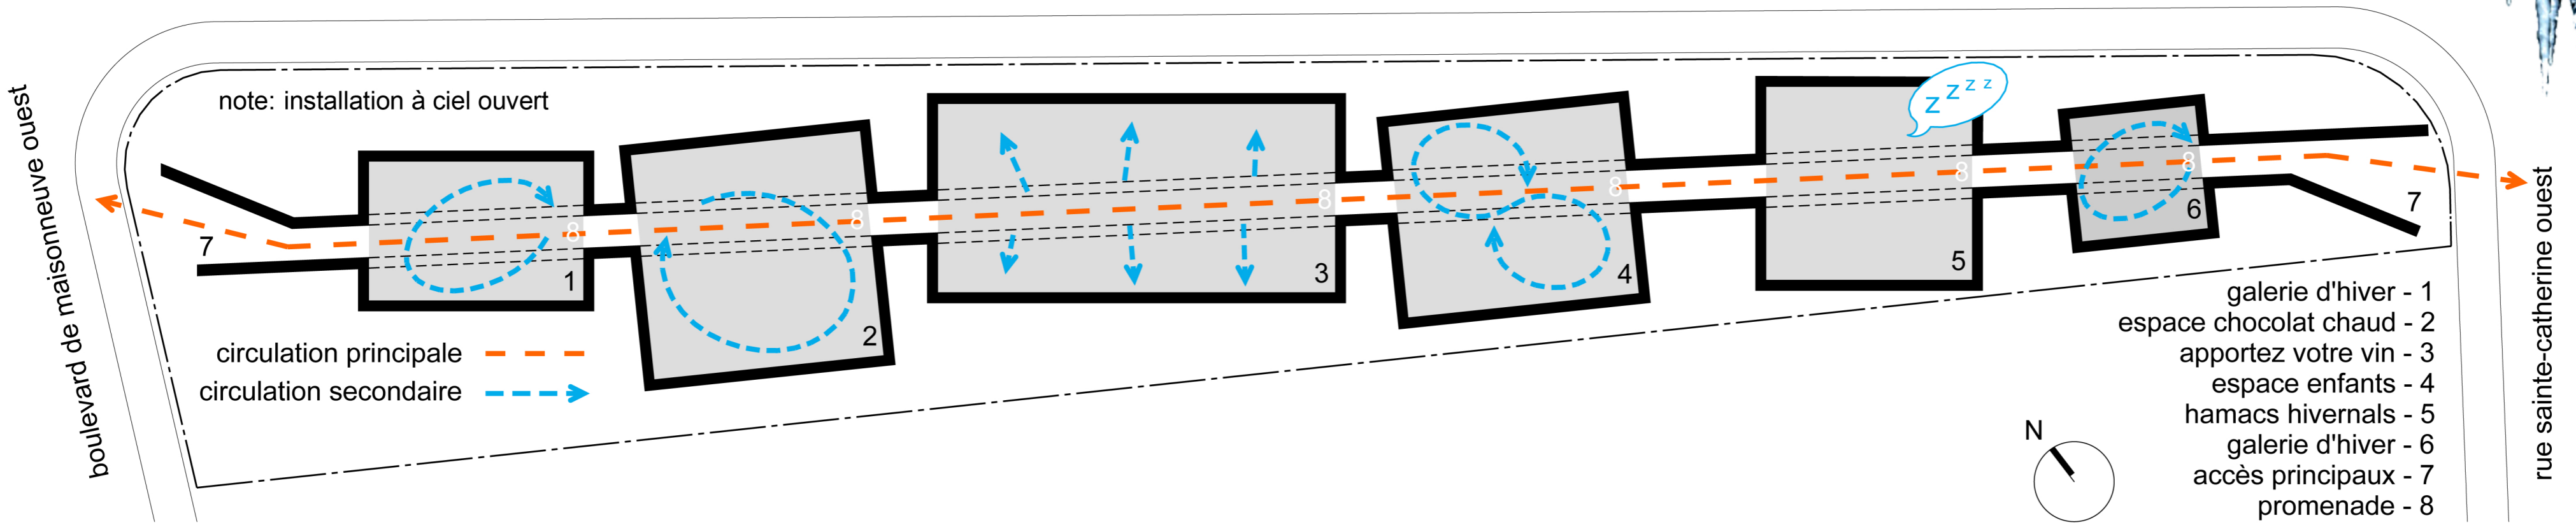 note: installation à ciel ouvert
boulevard de maisonneuve ouest
rue sainte-catherine ouest
z z z z
7
1
8
2
8
3
8
4
8
5
8
6
8
7
circulation principale
circulation secondaire
N
galerie d'hiver - 1
espace chocolat chaud - 2
apportez votre vin - 3
espace enfants - 4
hamacs hivernals - 5
galerie d'hiver - 6
accès principaux - 7
promenade - 8